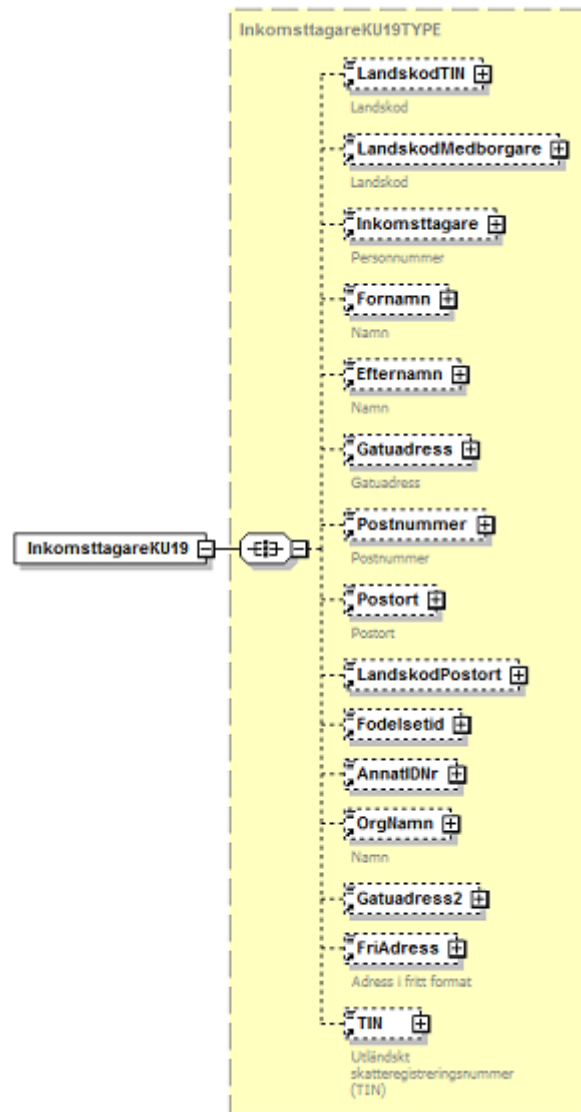 InkomsttagareKU19TYPE
LandskodTIN
Landskod
LandskodMedborgare
Landskod
Inkomsttagare
Personnummer
Fornamn
Namn
Efternamn
Namn
Gatuadress
Gatuadress
Postnummer
Postnummer
InkomsttagareKU19
Postort
Postort
LandskodPostort
Fodelsetid
AnnatIDNr
OrgNamn
Namn
Gatuadress2
FriAdress
Adress i fritt format
TIN
Utländskt
skatteregistreringsnummer
(TIN)